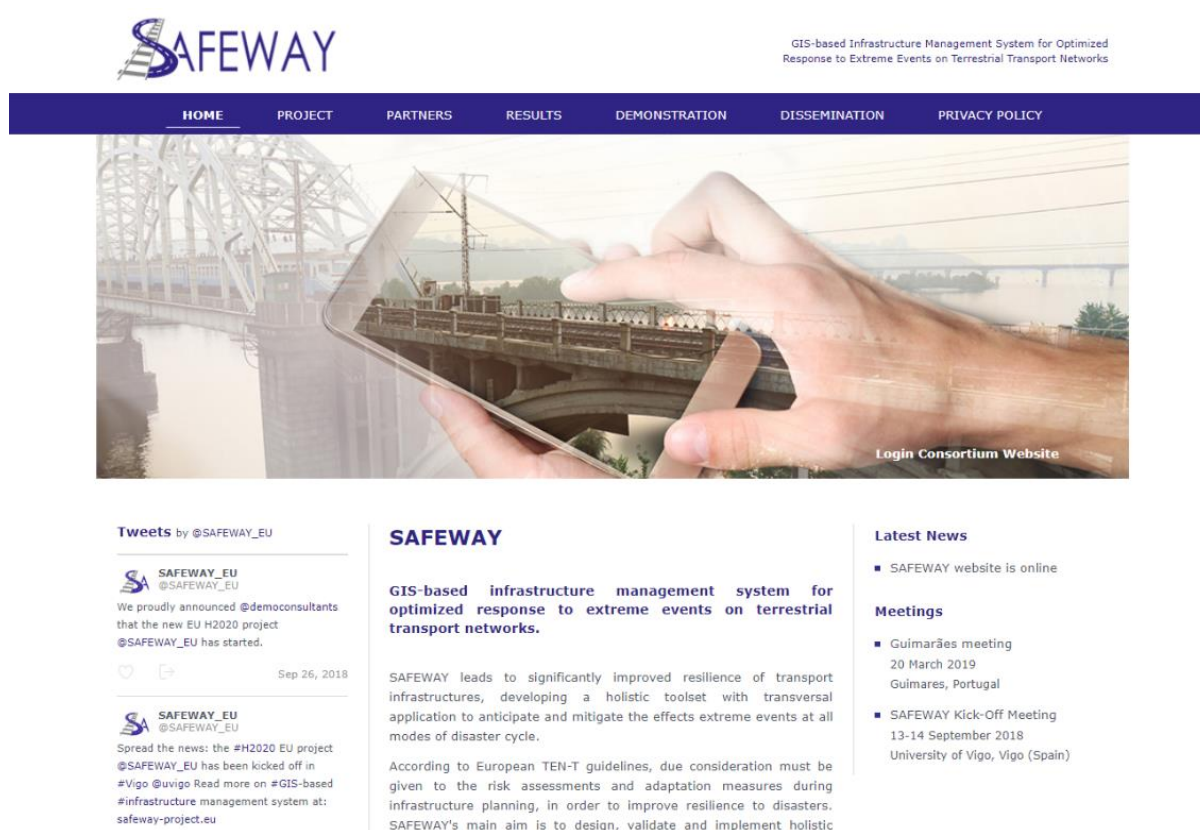 SAFEWAY
GIS-based Infrastructure Management System for Optimized
Response to Extreme Events on Terrestrial Transport Networks
HOME PROJECT PARTNERS RESULTS DEMONSTRATION DISSEMINATION PRIVACY POLICY
Login Consortium Website
Tweets by @SAFEWAY_EU
SAFEWAY_EU
@SAFEWAY_EU
We proudly announced @democonsultants
that the new EU H2020 project
@SAFEWAY_EU has started.
Sep 26, 2018
SAFEWAY_EU
@SAFEWAY_EU
Spread the news: the #H2020 EU project
@SAFEWAY_EU has been kicked off in
#Vigo @uvigo Read more on #GIS-based
#infrastructure management system at:
safeway-project.eu
SAFEWAY
GIS-based infrastructure management system for
optimized response to extreme events on terrestrial
transport networks.
SAFEWAY leads to significantly improved resilience of transport
infrastructures, developing a holistic toolset with transversal
application to anticipate and mitigate the effects extreme events at all
modes of disaster cycle.
According to European TEN-T guidelines, due consideration must be
given to the risk assessments and adaptation measures during
infrastructure planning, in order to improve resilience to disasters.
SAFEWAY's main aim is to design, validate and implement holistic
Latest News
SAFEWAY website is online
Meetings
Guimarães meeting
20 March 2019
Guimares, Portugal
SAFEWAY Kick-Off Meeting
13-14 September 2018
University of Vigo, Vigo (Spain)